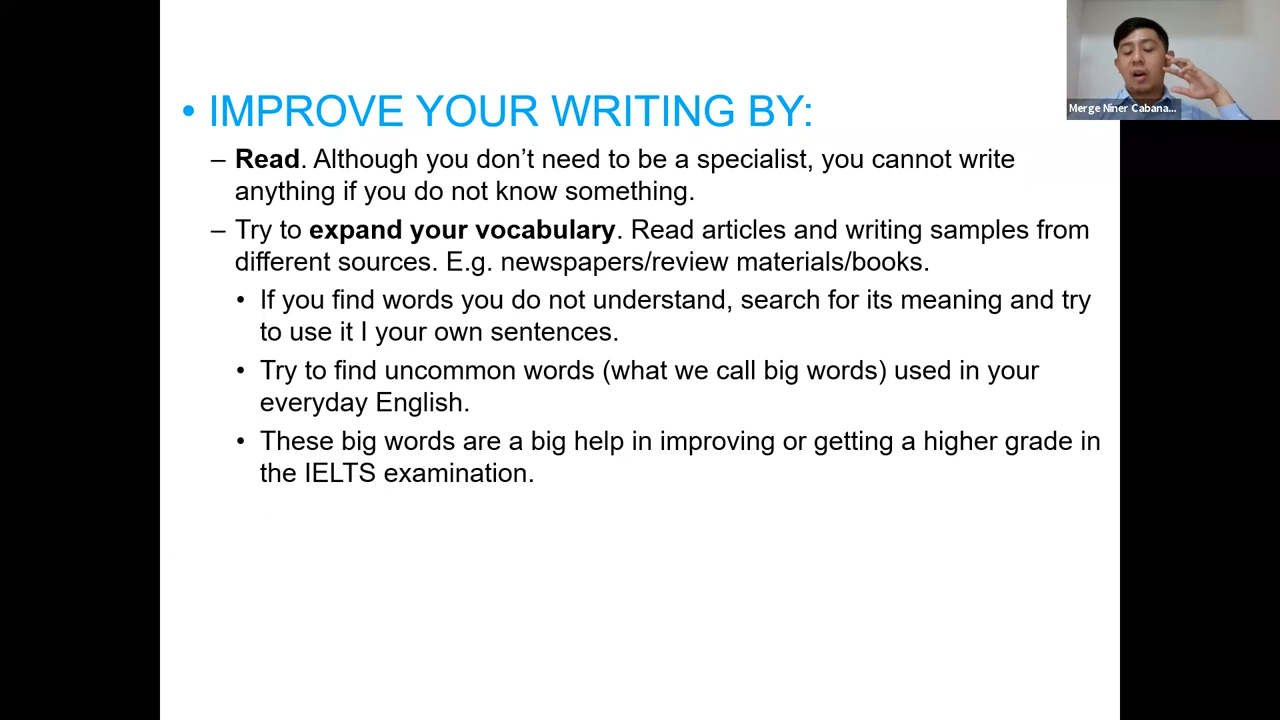 • IMPROVE YOUR WRITING BY:
– Read. Although you don’t need to be a specialist, you cannot write
anything if you do not know something.
– Try to expand your vocabulary. Read articles and writing samples from
different sources. E.g. newspapers/review materials/books.
• If you find words you do not understand, search for its meaning and try
to use it I your own sentences.
• Try to find uncommon words (what we call big words) used in your
everyday English.
• These big words are a big help in improving or getting a higher grade in
the IELTS examination.
Merge Niner Cabana...